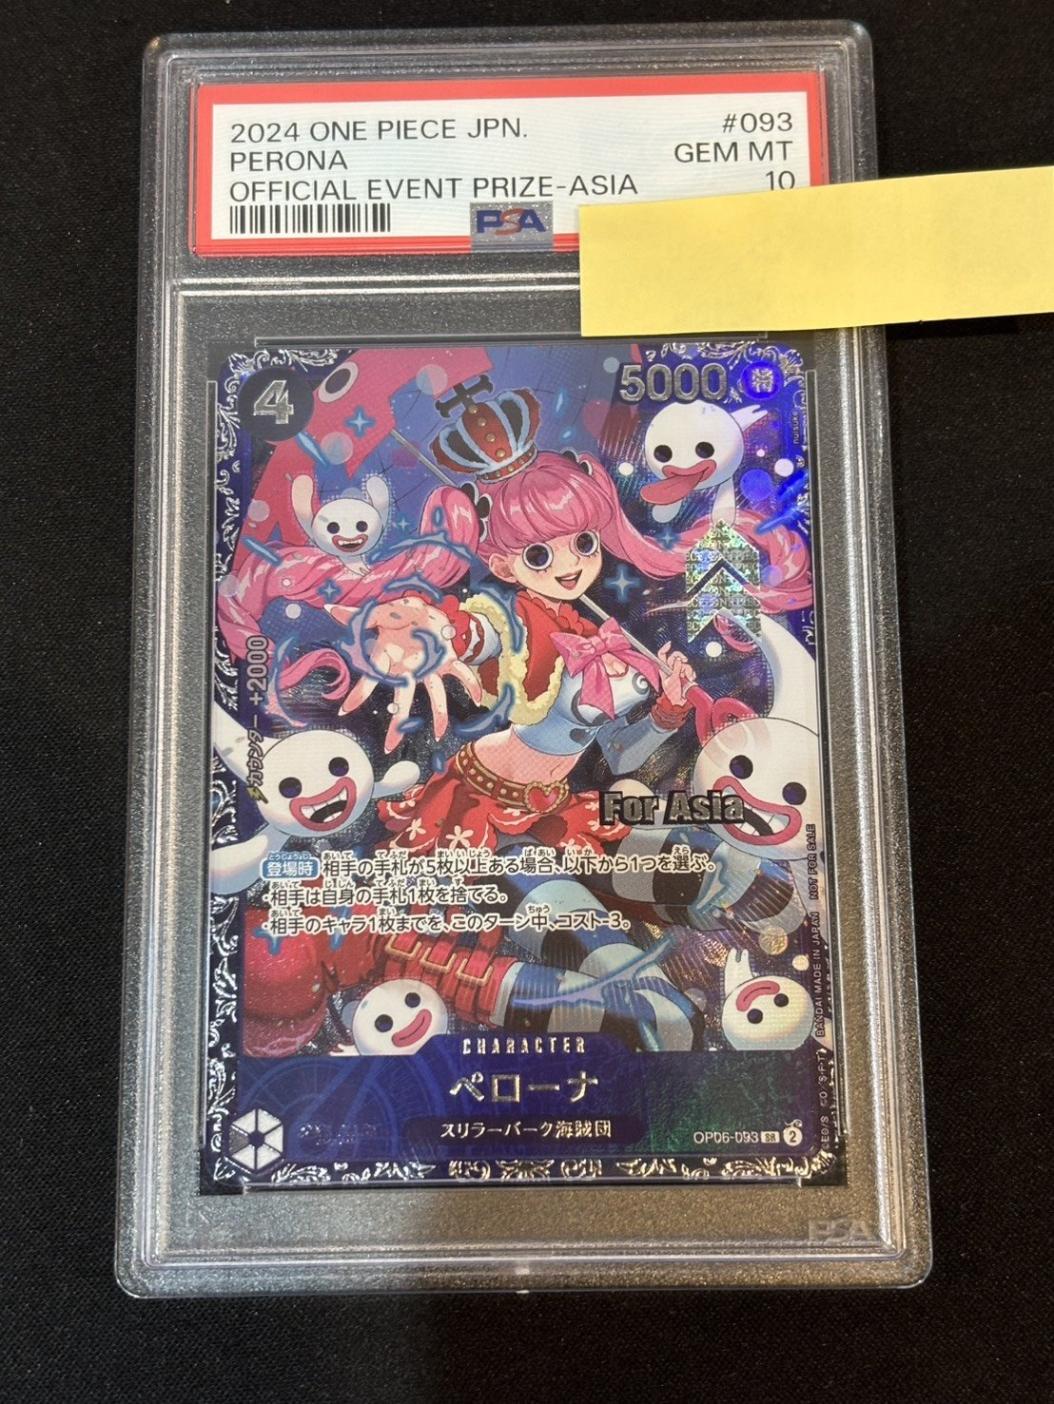 2024 ONE PIECE JPN. #093
PERONA GEM MT
OFFICIAL EVENT PRIZE-ASIA 10
PSA
4
5000 特
nuisuke
カウンター +2000
For Asia
登場時 相手の手札が5枚以上ある場合、以下から1つを選ぶ。
・相手は自身の手札1枚を捨てる。
・相手のキャラ1枚までを、このターン中、コスト-3。
BANDAI MADE IN JAPAN NOT FOR SALE
CHARACTER
ペローナ
スリラーバーク海賊団
OP06-093 SR 2
PSA